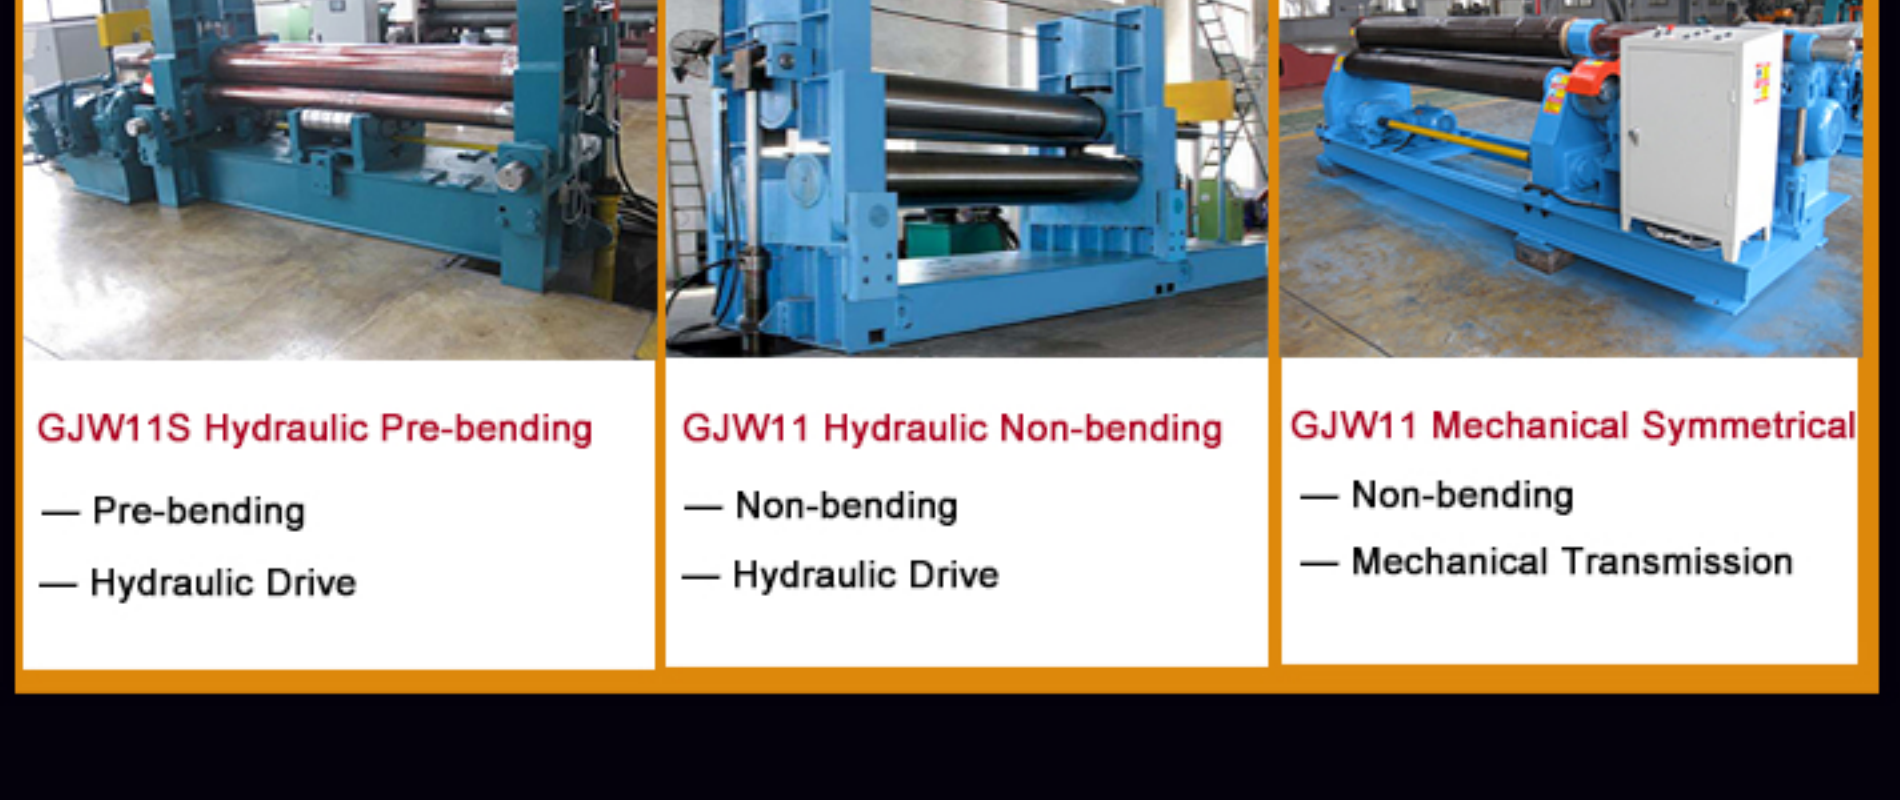 GJW11S Hydraulic Pre-bending
— Pre-bending
— Hydraulic Drive
GJW11 Hydraulic Non-bending
— Non-bending
— Hydraulic Drive
GJW11 Mechanical Symmetrical
— Non-bending
— Mechanical Transmission